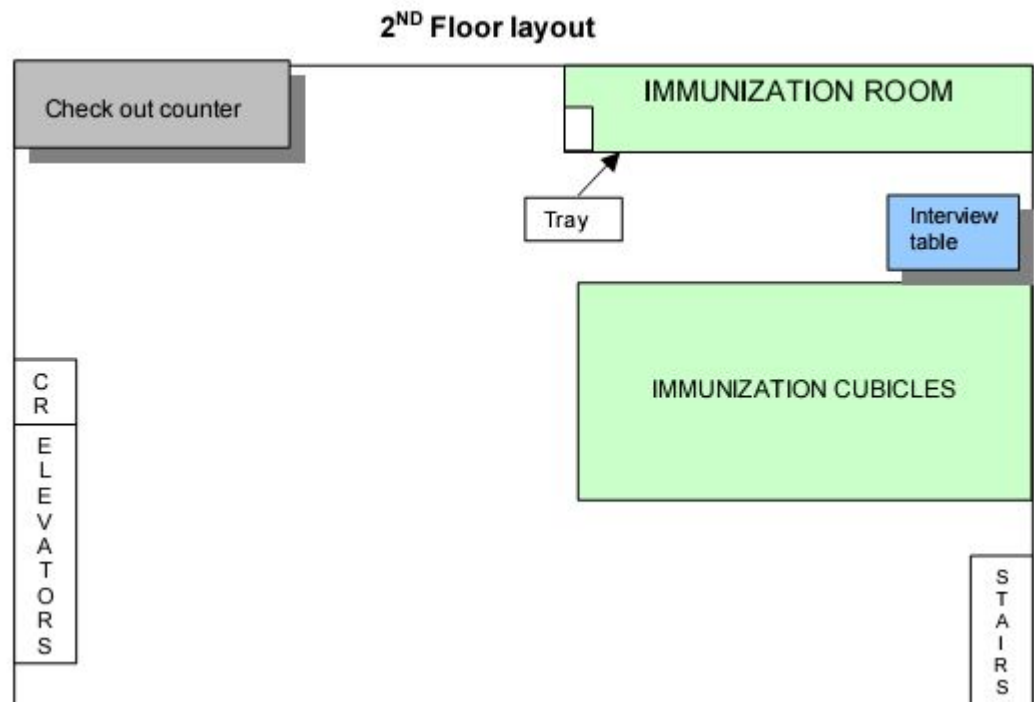 2ND Floor layout
Check out counter
IMMUNIZATION ROOM
Tray
Interview
table
IMMUNIZATION CUBICLES
C
R
E
L
E
V
A
T
O
R
S
S
T
A
I
R
S